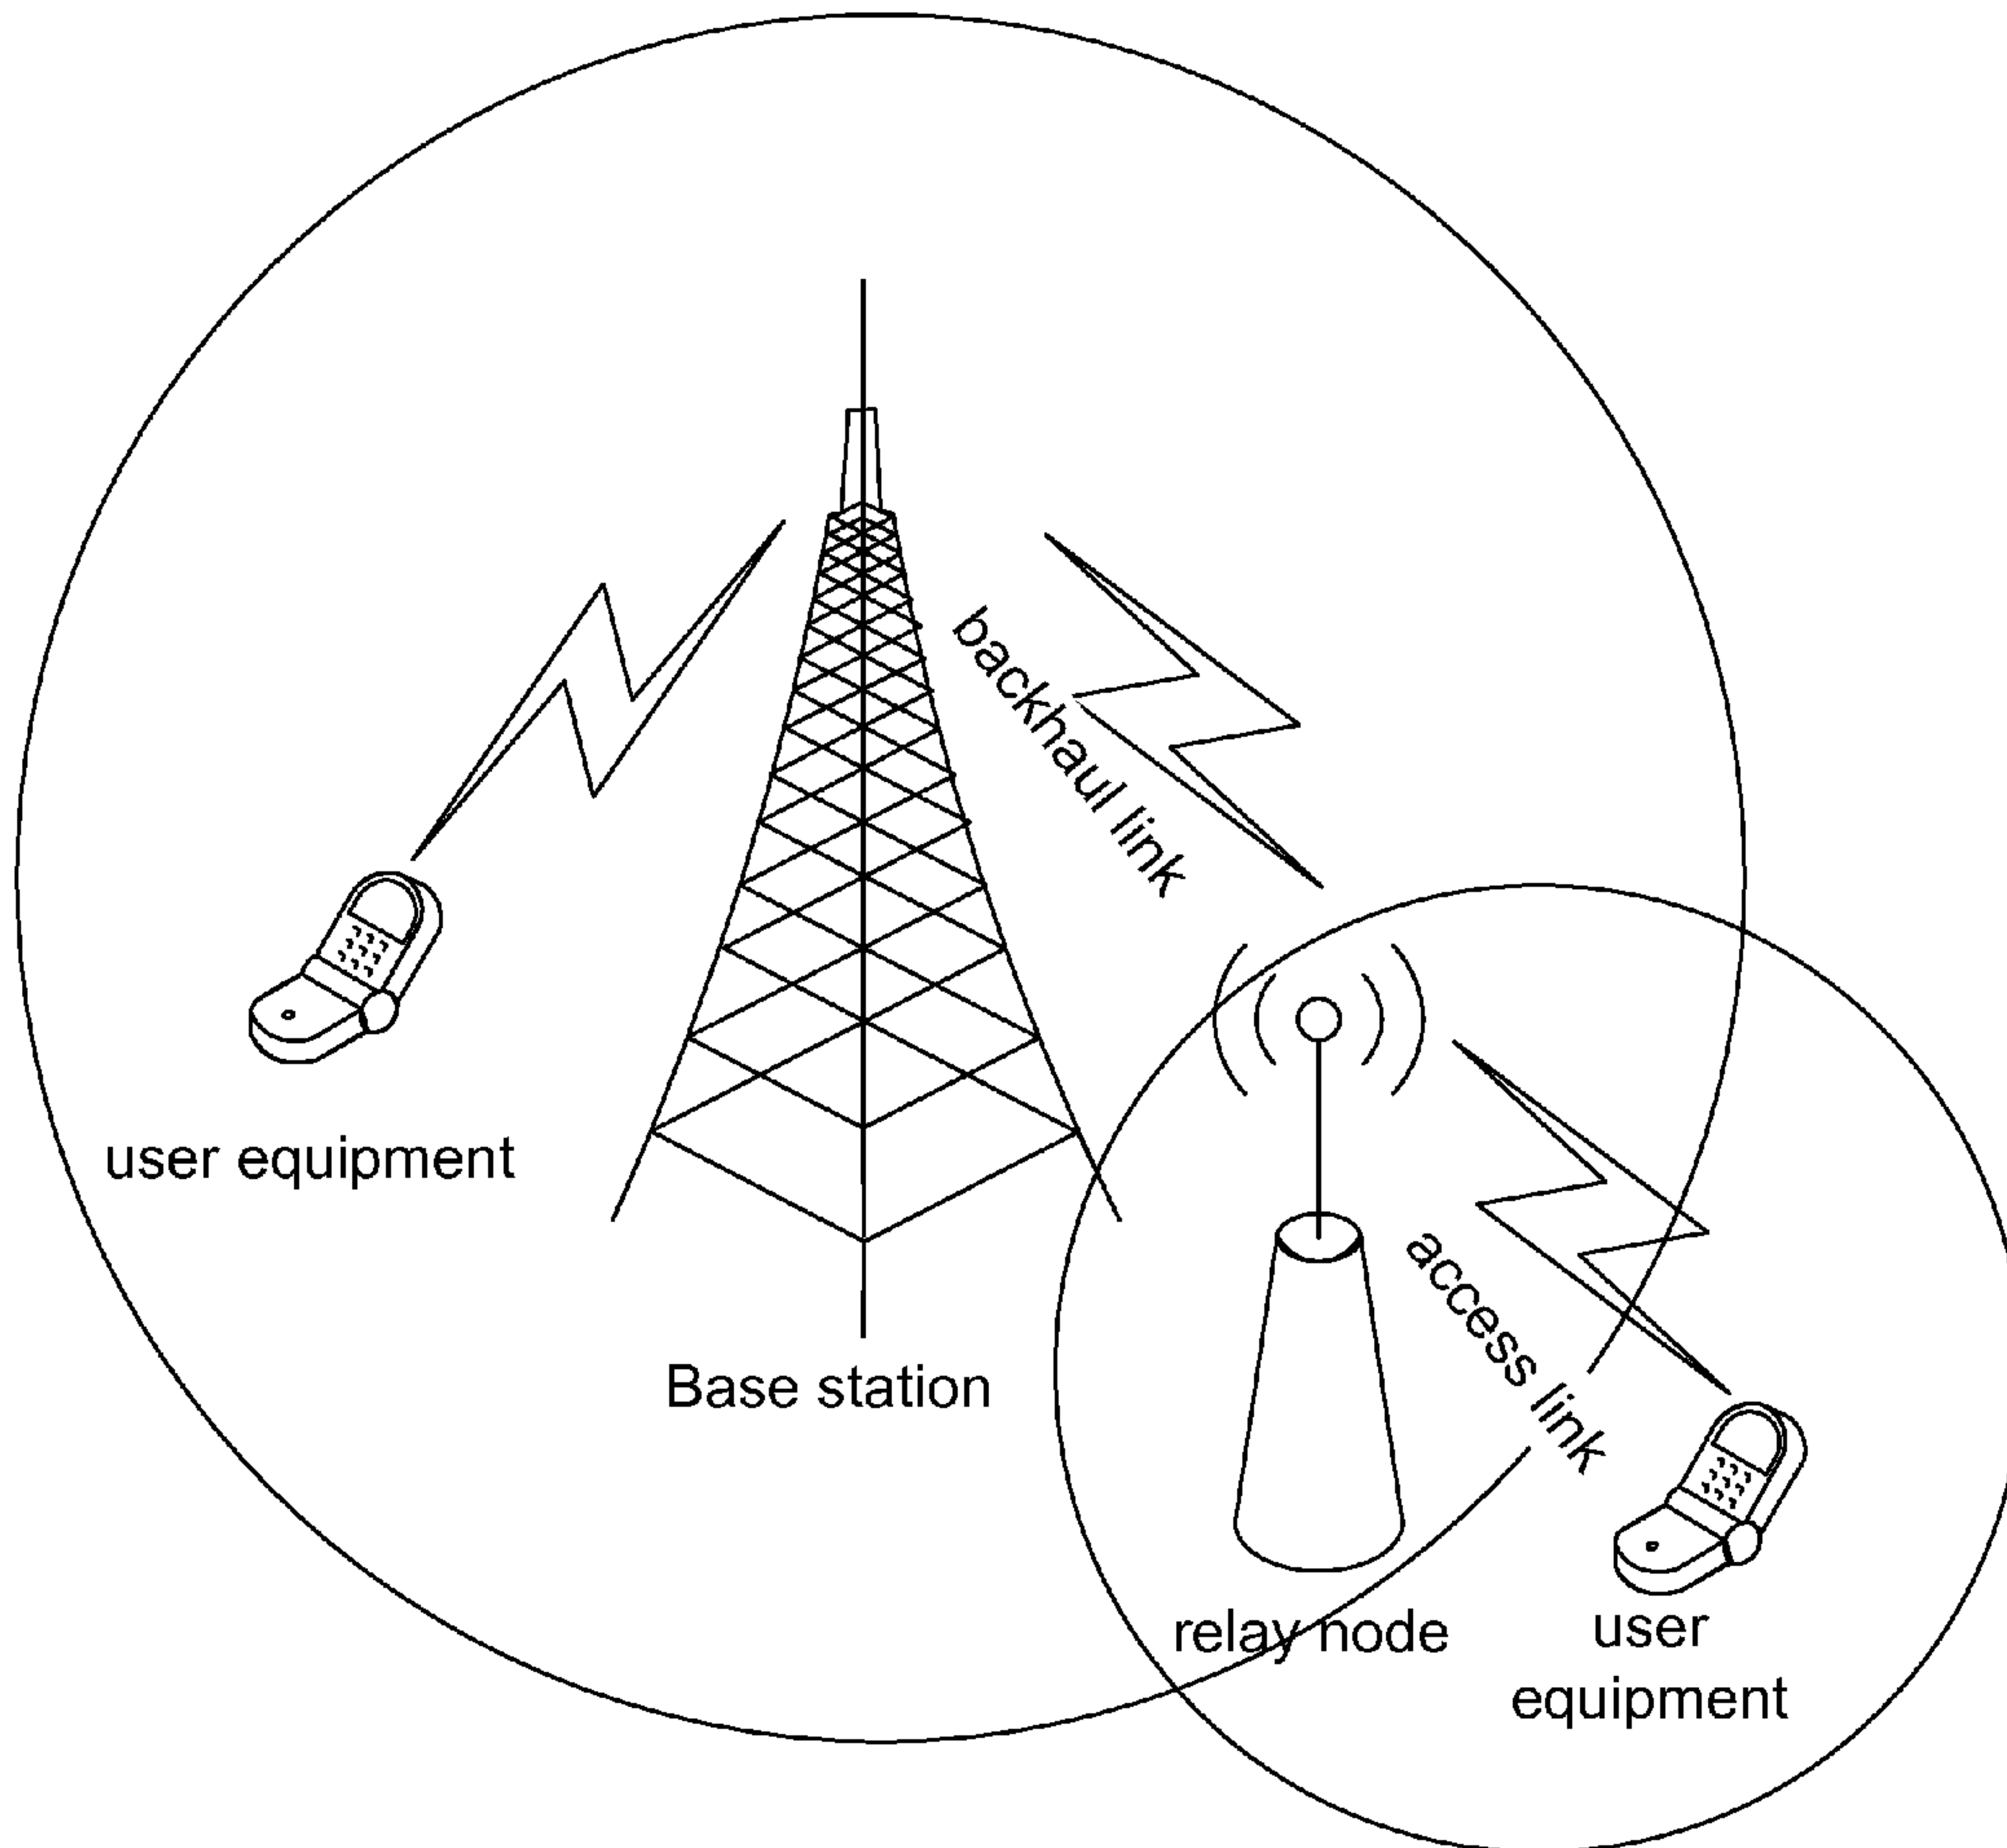 backhaul link
user equipment
Base station
access link
relay node
user
equipment